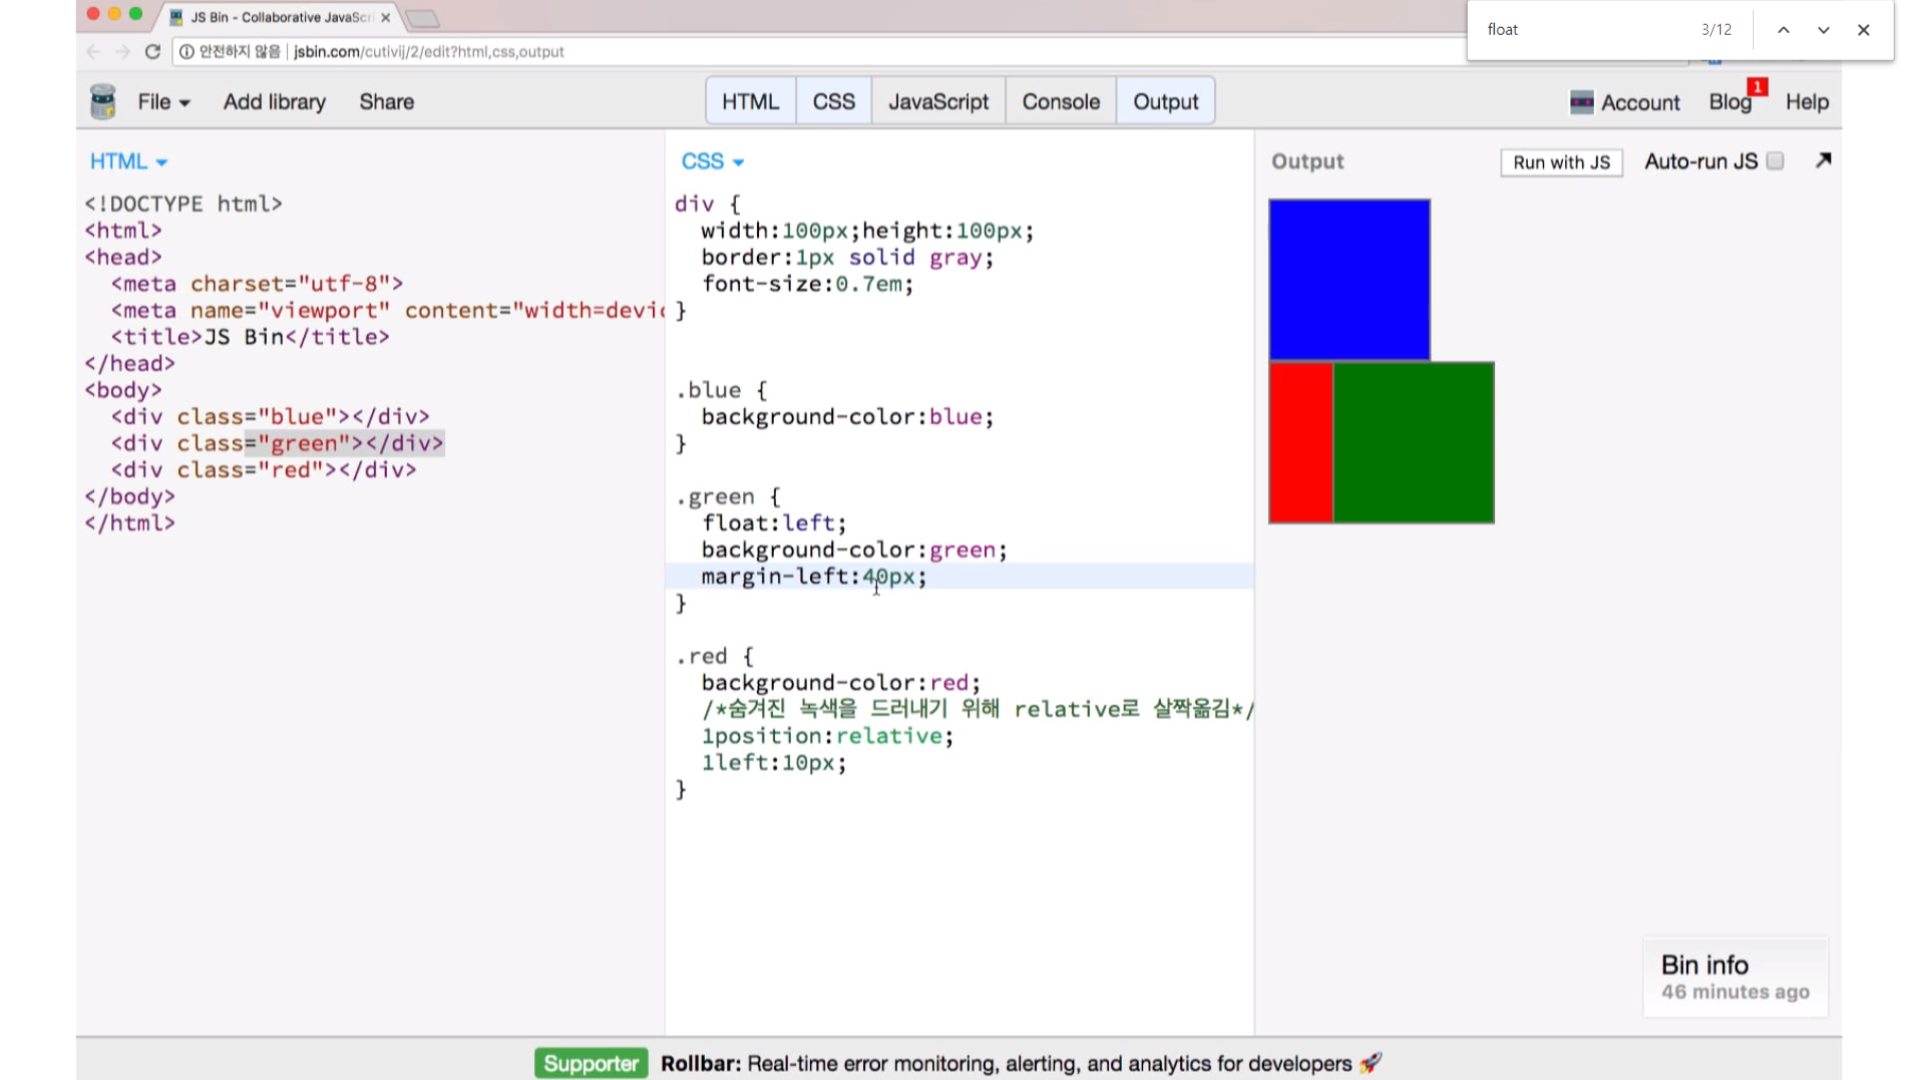 JS Bin - Collaborative JavaScri
float 3/12
안전하지 않음 | jsbin.com/cutivij/2/edit?html,css,output
File Add library Share HTML CSS JavaScript Console Output Account Blog 1 Help
HTML
<!DOCTYPE html>
<html>
<head>
<meta charset="utf-8">
<meta name="viewport" content="width=devic
<title>JS Bin</title>
</head>
<body>
<div class="blue"></div>
<div class="green"></div>
<div class="red"></div>
</body>
</html>
CSS
div {
width:100px;height:100px;
border:1px solid gray;
font-size:0.7em;
}
.blue {
background-color:blue;
}
.green {
float:left;
background-color:green;
margin-left:40px;
}
.red {
background-color:red;
/*숨겨진 녹색을 드러내기 위해 relative로 살짝옮김*/
1position:relative;
1left:10px;
}
Output Run with JS Auto-run JS
Bin info
46 minutes ago
Supporter Rollbar: Real-time error monitoring, alerting, and analytics for developers 🚀